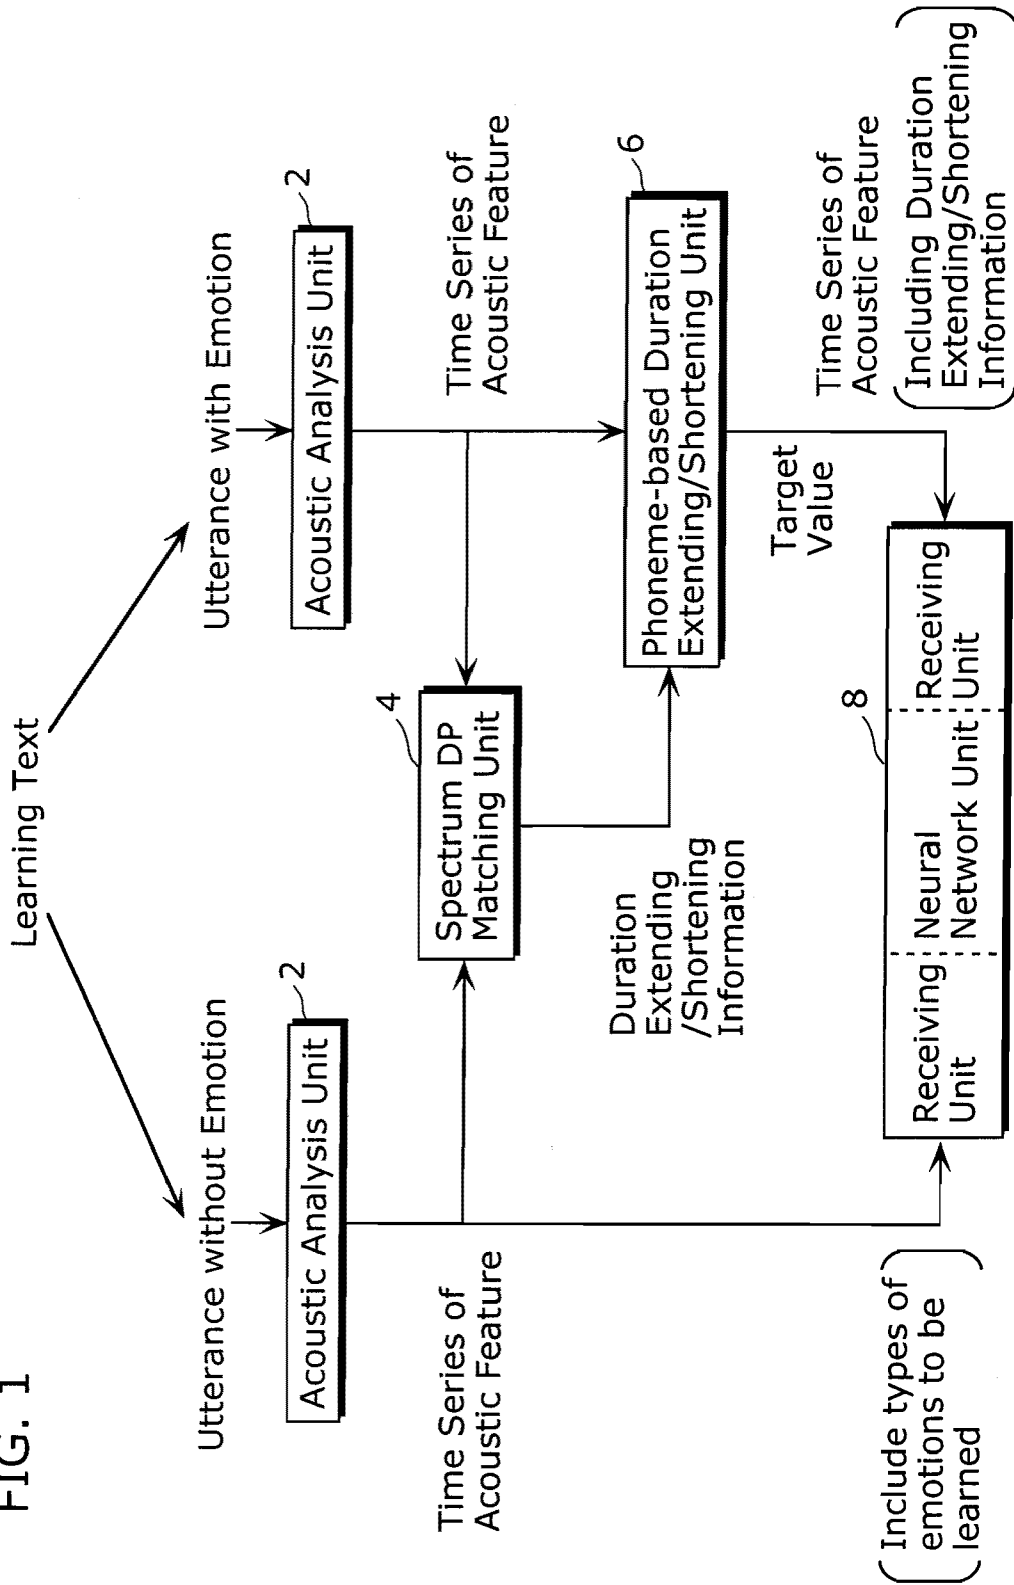 FIG. 1
Learning Text
Utterance without Emotion
Utterance with Emotion
2
Acoustic Analysis Unit
2
Acoustic Analysis Unit
Time Series of
Acoustic Feature
4
Spectrum DP
Matching Unit
Time Series of
Acoustic Feature
Duration
Extending
/Shortening
Information
6
Phoneme-based Duration
Extending/Shortening Unit
Target
Value
Time Series of
Acoustic Feature
Including Duration
Extending/Shortening
Information
Include types of
emotions to be
learned
8
Receiving
Unit
Neural
Network Unit
Receiving
Unit